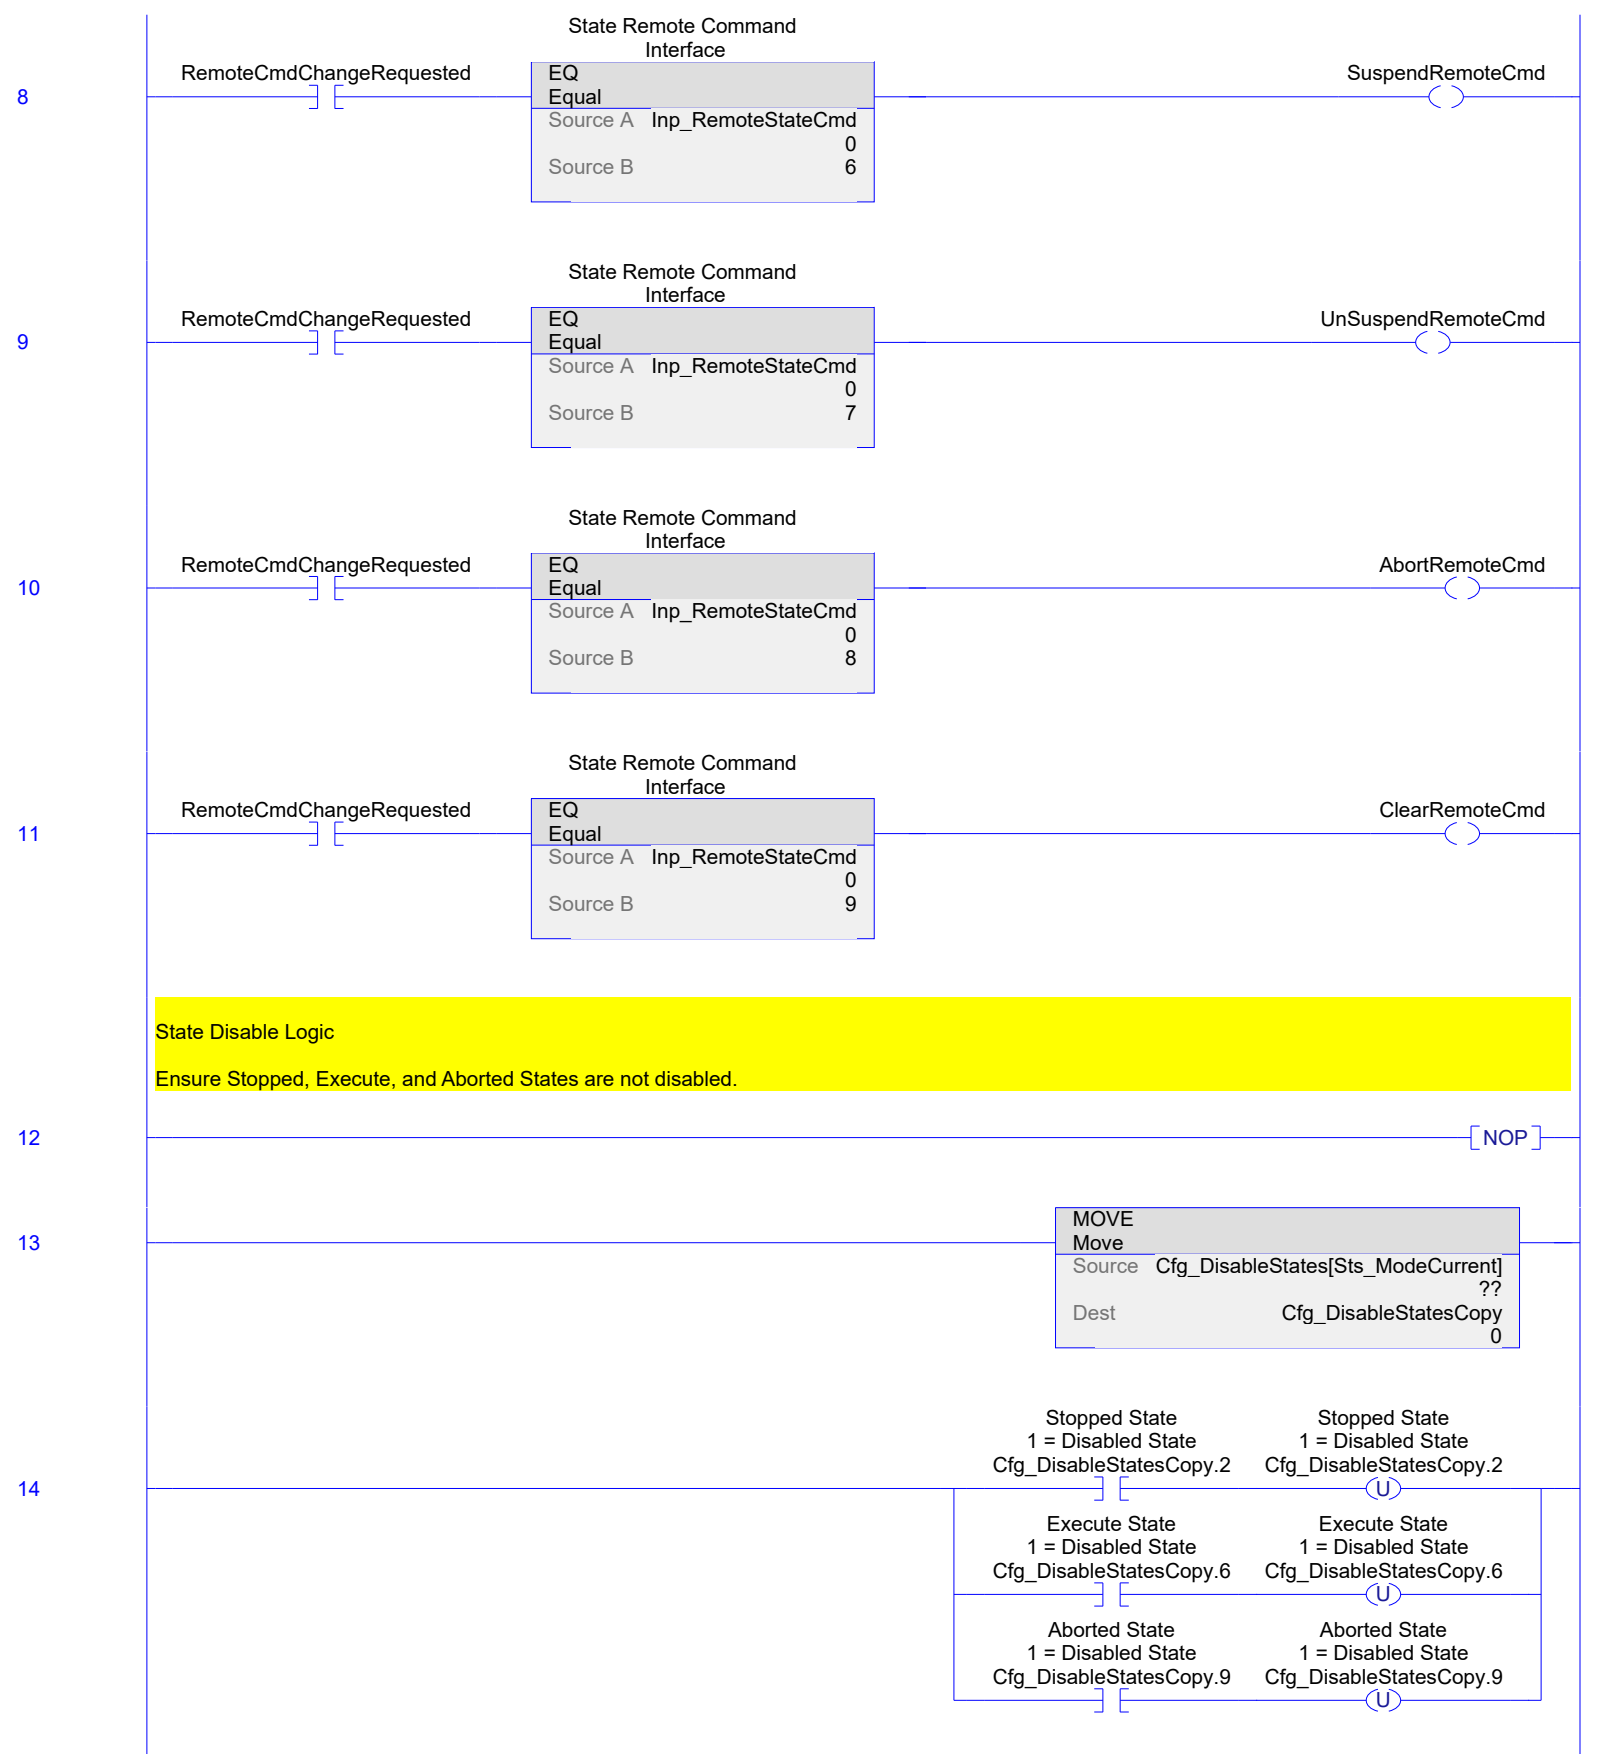 State Remote Command
Interface
RemoteCmdChangeRequested
SuspendRemoteCmd
8
EQ
Equal
Source A Inp_RemoteStateCmd
0
Source B 6
State Remote Command
Interface
RemoteCmdChangeRequested
UnSuspendRemoteCmd
9
EQ
Equal
Source A Inp_RemoteStateCmd
0
Source B 7
State Remote Command
Interface
RemoteCmdChangeRequested
AbortRemoteCmd
10
EQ
Equal
Source A Inp_RemoteStateCmd
0
Source B 8
State Remote Command
Interface
RemoteCmdChangeRequested
ClearRemoteCmd
11
EQ
Equal
Source A Inp_RemoteStateCmd
0
Source B 9
State Disable Logic
Ensure Stopped, Execute, and Aborted States are not disabled.
12
NOP
13
MOVE
Move
Source Cfg_DisableStates[Sts_ModeCurrent]
??
Dest Cfg_DisableStatesCopy
0
14
Stopped State
1 = Disabled State
Cfg_DisableStatesCopy.2
Stopped State
1 = Disabled State
Cfg_DisableStatesCopy.2
U
Execute State
1 = Disabled State
Cfg_DisableStatesCopy.6
Execute State
1 = Disabled State
Cfg_DisableStatesCopy.6
U
Aborted State
1 = Disabled State
Cfg_DisableStatesCopy.9
Aborted State
1 = Disabled State
Cfg_DisableStatesCopy.9
U